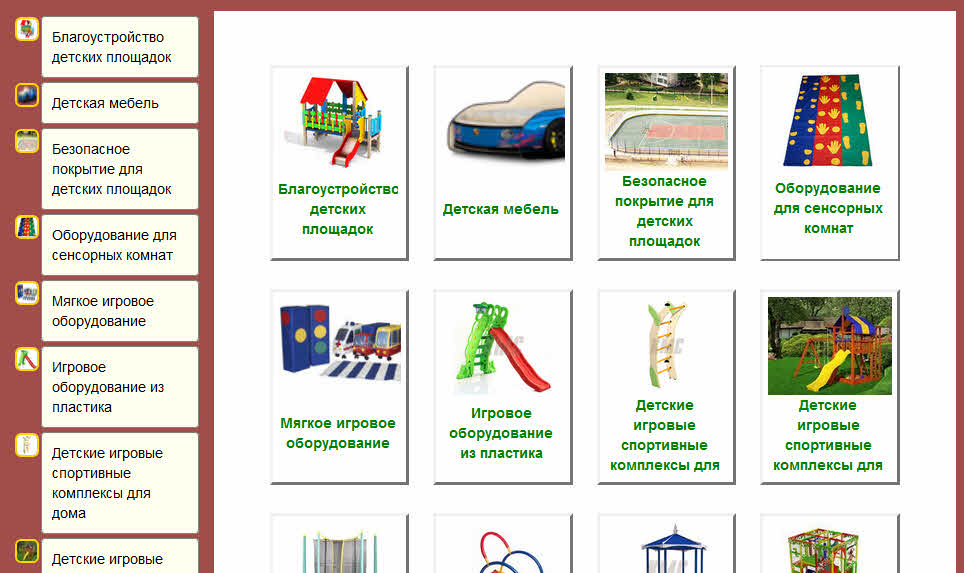 Благоустройство
детских площадок
Детская мебель
Безопасное
покрытие для
детских площадок
Оборудование для
сенсорных комнат
Мягкое игровое
оборудование
Игровое
оборудование из
пластика
Детские игровые
спортивные
комплексы для
дома
Детские игровые
Благоустройство
детских
площадок
Детская мебель
Безопасное
покрытие для
детских
площадок
Оборудование
для сенсорных
комнат
Мягкое игровое
оборудование
Игровое
оборудование
из пластика
Детские
игровые
спортивные
комплексы для
Детские
игровые
спортивные
комплексы для